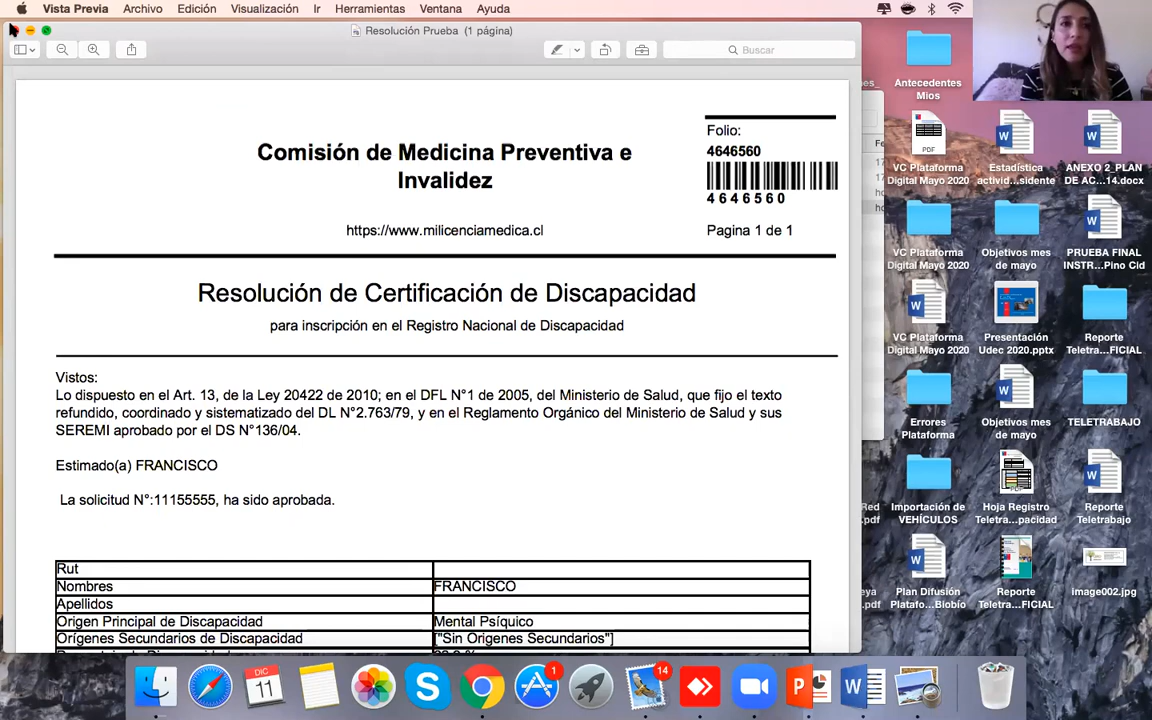 Vista Previa Archivo Edición Visualización Ir Herramientas Ventana Ayuda
Resolución Prueba (1 página)
Buscar
Folio:
4646560
4 6 4 6 5 6 0
Comisión de Medicina Preventiva e
Invalidez
https://www.milicenciamedica.cl
Pagina 1 de 1
Resolución de Certificación de Discapacidad
para inscripción en el Registro Nacional de Discapacidad
Vistos:
Lo dispuesto en el Art. 13, de la Ley 20422 de 2010; en el DFL N°1 de 2005, del Ministerio de Salud, que fijo el texto
refundido, coordinado y sistematizado del DL N°2.763/79, y en el Reglamento Orgánico del Ministerio de Salud y sus
SEREMI aprobado por el DS N°136/04.
Estimado(a) FRANCISCO
La solicitud N°:11155555, ha sido aprobada.
Rut
Nombres FRANCISCO
Apellidos
Origen Principal de Discapacidad Mental Psíquico
Orígenes Secundarios de Discapacidad ["Sin Origenes Secundarios"]
Antecedentes
Mios
PDF
VC Plataforma
Digital Mayo 2020
Estadística
activid...sidente
ANEXO 2_PLAN
DE AC...14.docx
VC Plataforma
Digital Mayo 2020
Objetivos mes
de mayo
PRUEBA FINAL
INSTR...Pino Cid
VC Plataforma
Digital Mayo 2020
Presentación
Udec 2020.pptx
Reporte
Teletra...FICIAL
Errores
Plataforma
Objetivos mes
de mayo
TELETRABAJO
Importación de
VEHÍCULOS
Hoja Registro
Teletra...pacidad
Reporte
Teletrabajo
Plan Difusión
Platafo...Biobío
Reporte
Teletra...FICIAL
image002.jpg
DIC
11
1
14